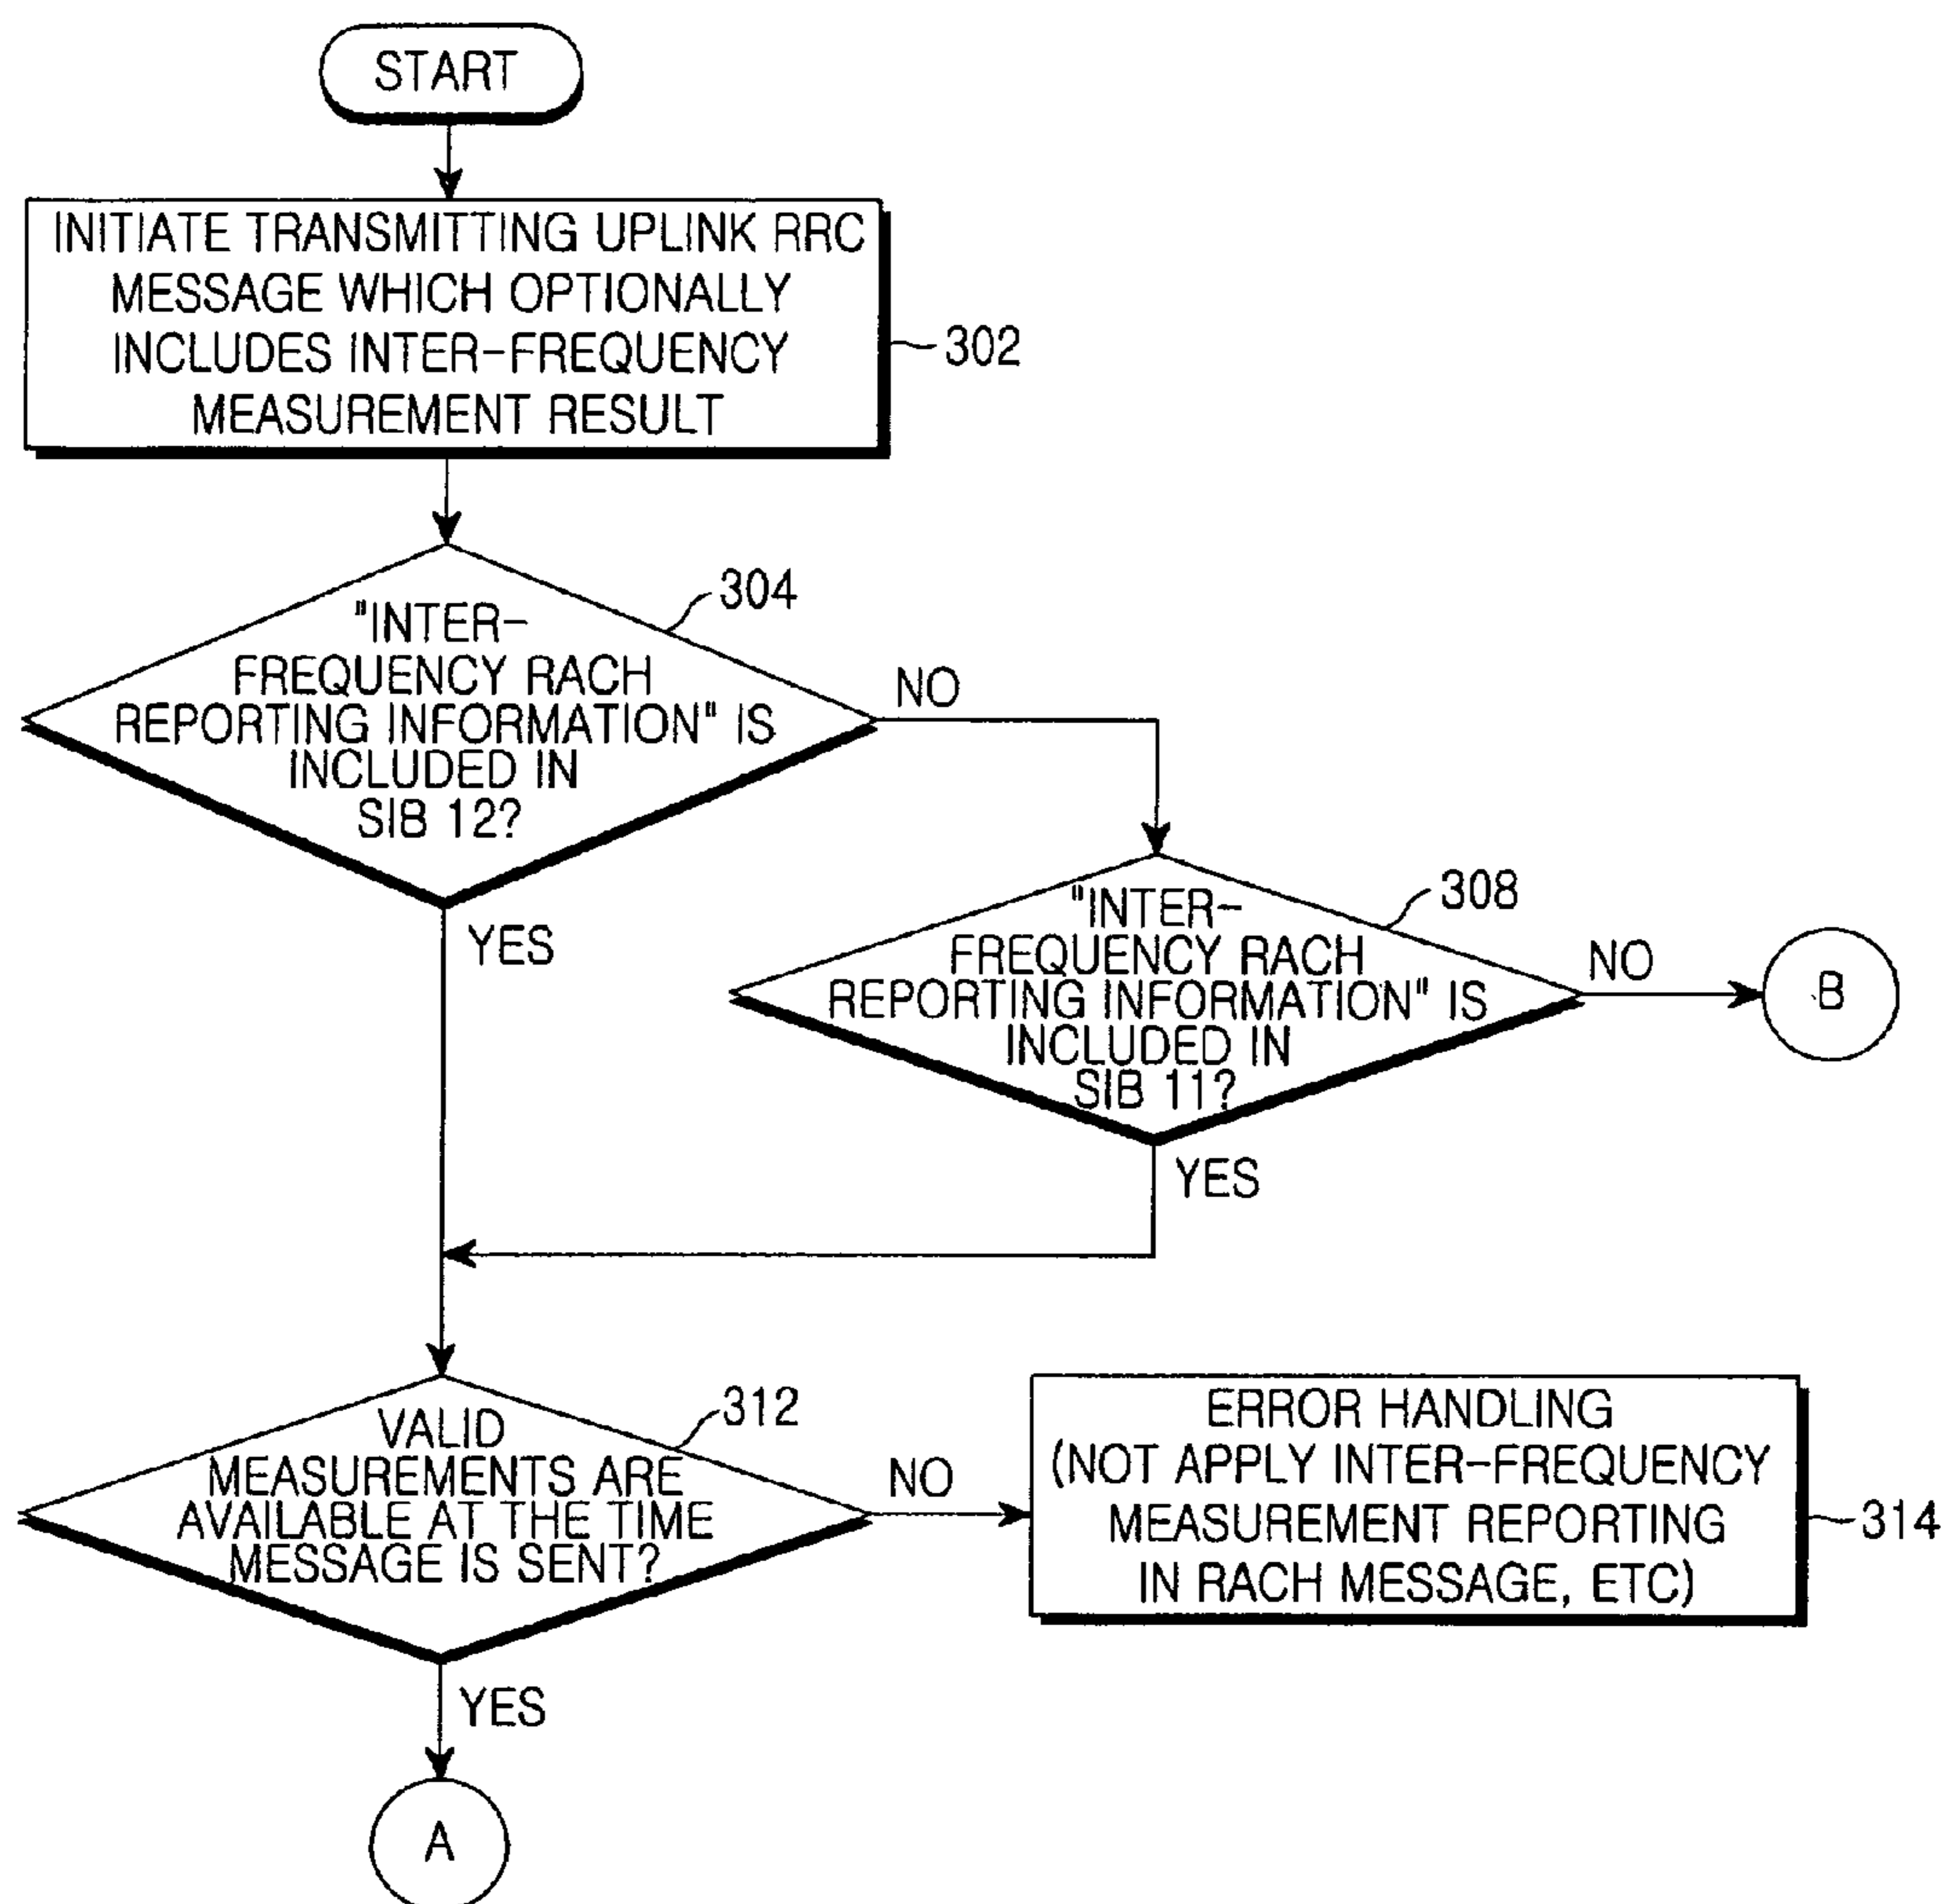 START
INITIATE TRANSMITTING UPLINK RRC
MESSAGE WHICH OPTIONALLY
INCLUDES INTER-FREQUENCY
MEASUREMENT RESULT
302
304
"INTER-
FREQUENCY RACH
REPORTING INFORMATION" IS
INCLUDED IN
SIB 12?
NO
YES
308
"INTER-
FREQUENCY RACH
REPORTING INFORMATION" IS
INCLUDED IN
SIB 11?
NO
B
YES
312
VALID
MEASUREMENTS ARE
AVAILABLE AT THE TIME
MESSAGE IS SENT?
NO
ERROR HANDLING
(NOT APPLY INTER-FREQUENCY
MEASUREMENT REPORTING
IN RACH MESSAGE, ETC)
314
YES
A